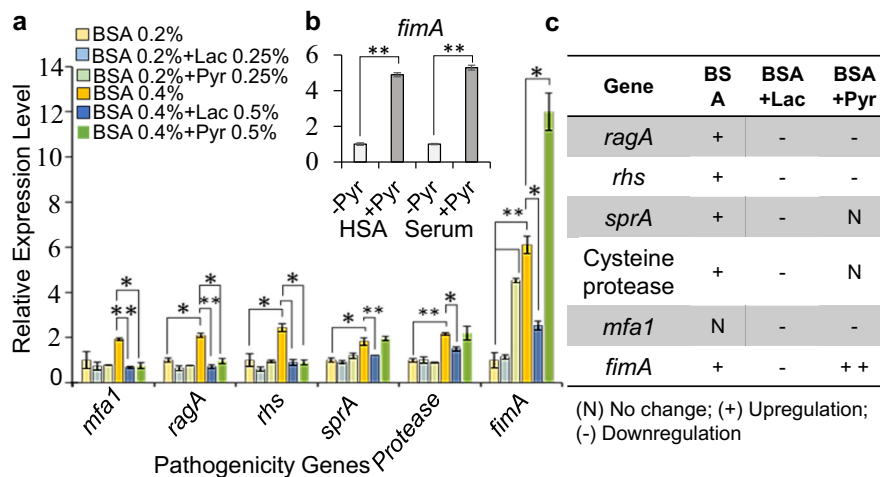 a
BSA 0.2%
BSA 0.2%+Lac 0.25%
BSA 0.2%+Pyr 0.25%
BSA 0.4%
BSA 0.4%+Lac 0.5%
BSA 0.4%+Pyr 0.5%
Relative Expression Level
14
12
10
8
6
4
2
0
* ** * ** * * * * * ** ** * ** * *
mfa1 ragA rhs sprA Protease fimA
Pathogenicity Genes
b
fimA
6
4
2
0
** **
-Pyr +Pyr -Pyr +Pyr
HSA Serum
c
Gene BS A BSA +Lac BSA +Pyr
ragA + - -
rhs + - -
sprA + - N
Cysteine protease + - N
mfa1 N - -
fimA + - + +
(N) No change; (+) Upregulation;
(-) Downregulation